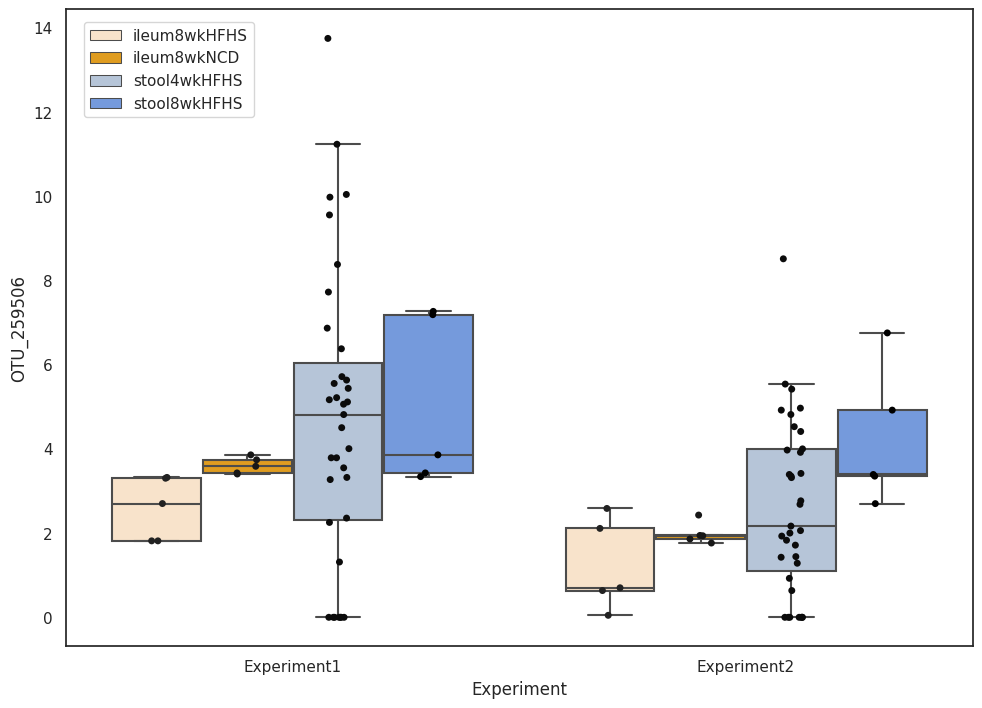 14
12
10
8
6
4
2
0
OTU_259506
ileum8wkHFHS
ileum8wkNCD
stool4wkHFHS
stool8wkHFHS
Experiment1
Experiment2
Experiment